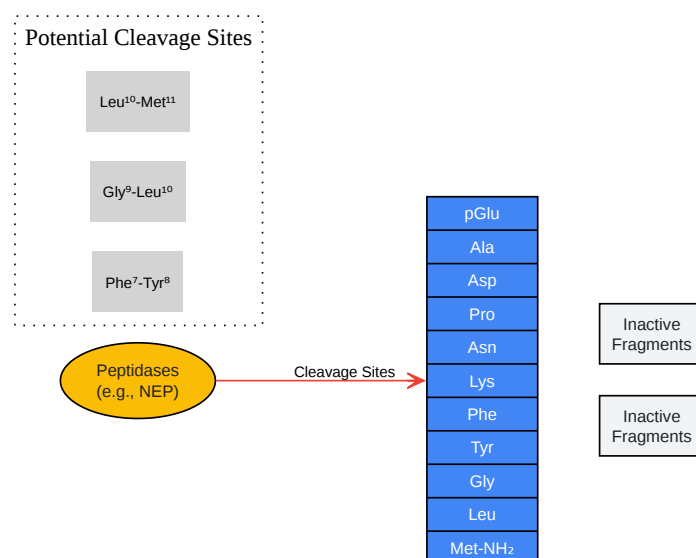 Potential Cleavage Sites
Leu¹⁰-Met¹¹
Gly⁹-Leu¹⁰
Phe⁷-Tyr⁸
Peptidases
(e.g., NEP)
Cleavage Sites
pGlu
Ala
Asp
Pro
Asn
Lys
Phe
Tyr
Gly
Leu
Met-NH₂
Inactive
Fragments
Inactive
Fragments